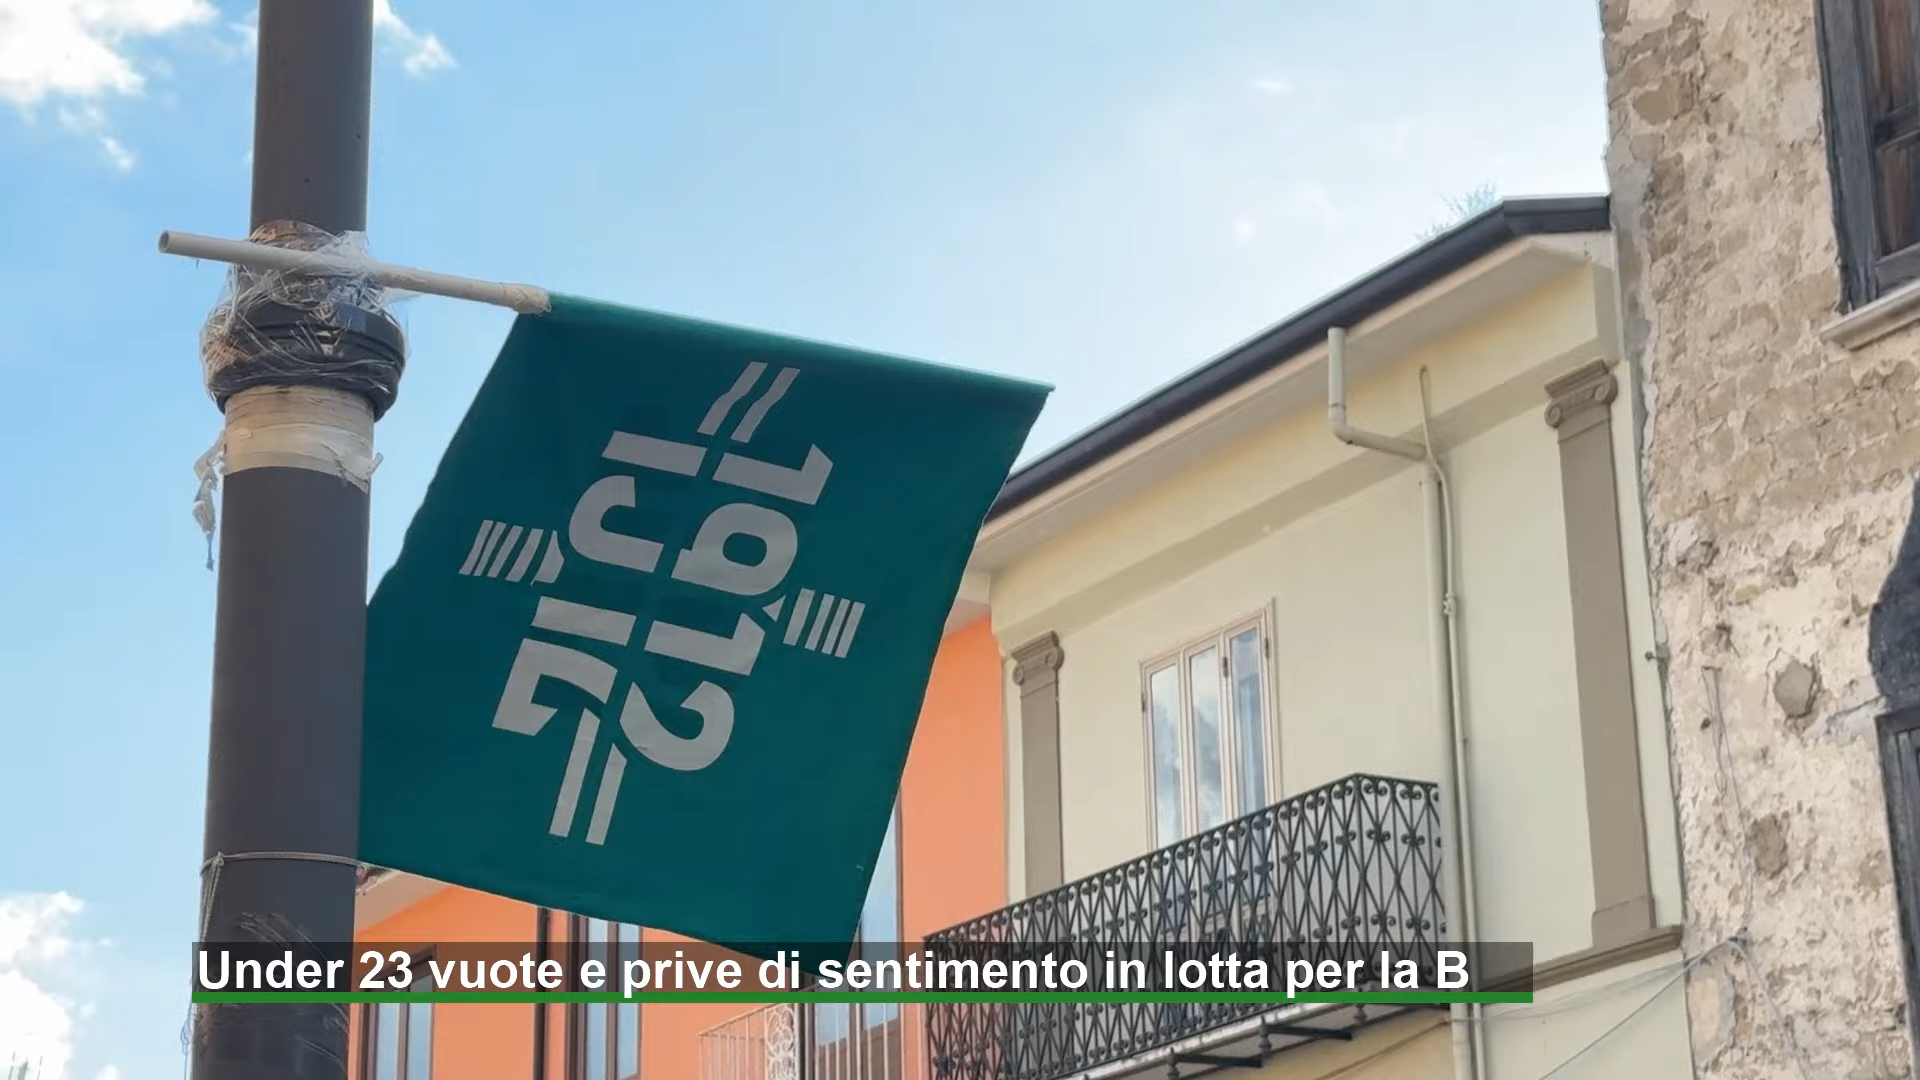 1912
Under 23 vuote e prive di sentimento in lotta per la B